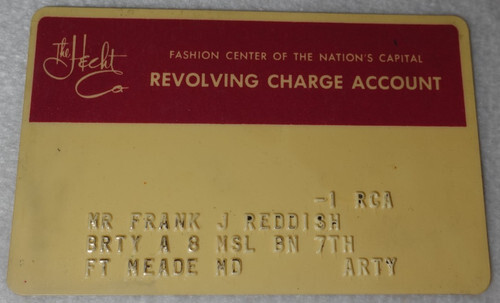 The Hecht Co
FASHION CENTER OF THE NATION'S CAPITAL
REVOLVING CHARGE ACCOUNT
-1 RCA
MR FRANK J REDDISH
BRTY A 8 MSL BN 7TH
FT MEADE MD ARTY